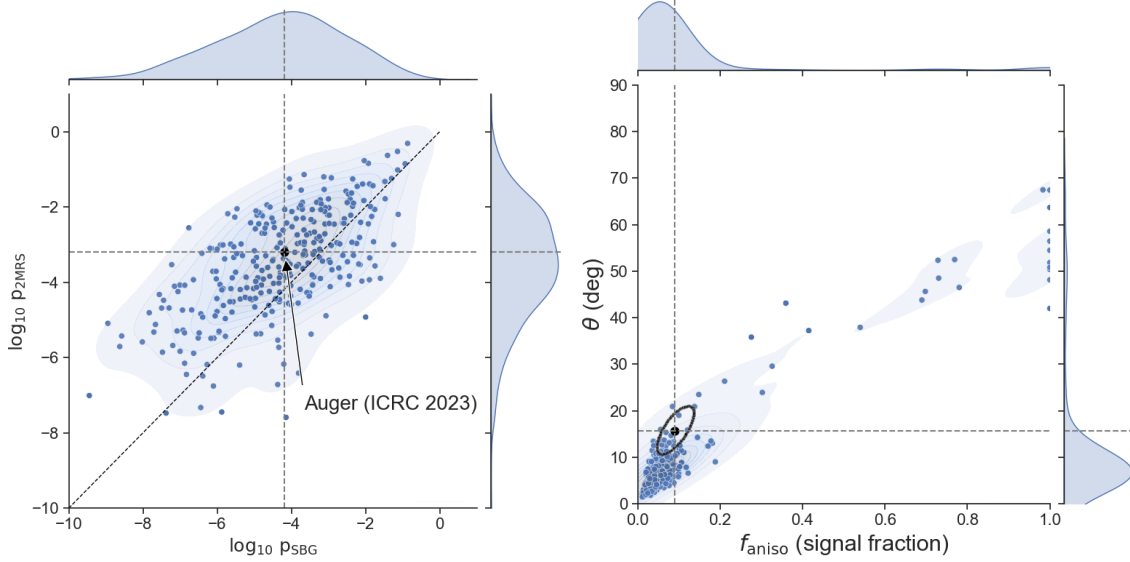 0
−2
−4
−6
−8
−10
log₁₀ p₂MRS
−10 −8 −6 −4 −2 0
log₁₀ pSBG
Auger (ICRC 2023)
90
80
70
60
50
40
30
20
10
0
θ (deg)
0.0 0.2 0.4 0.6 0.8 1.0
faniso (signal fraction)